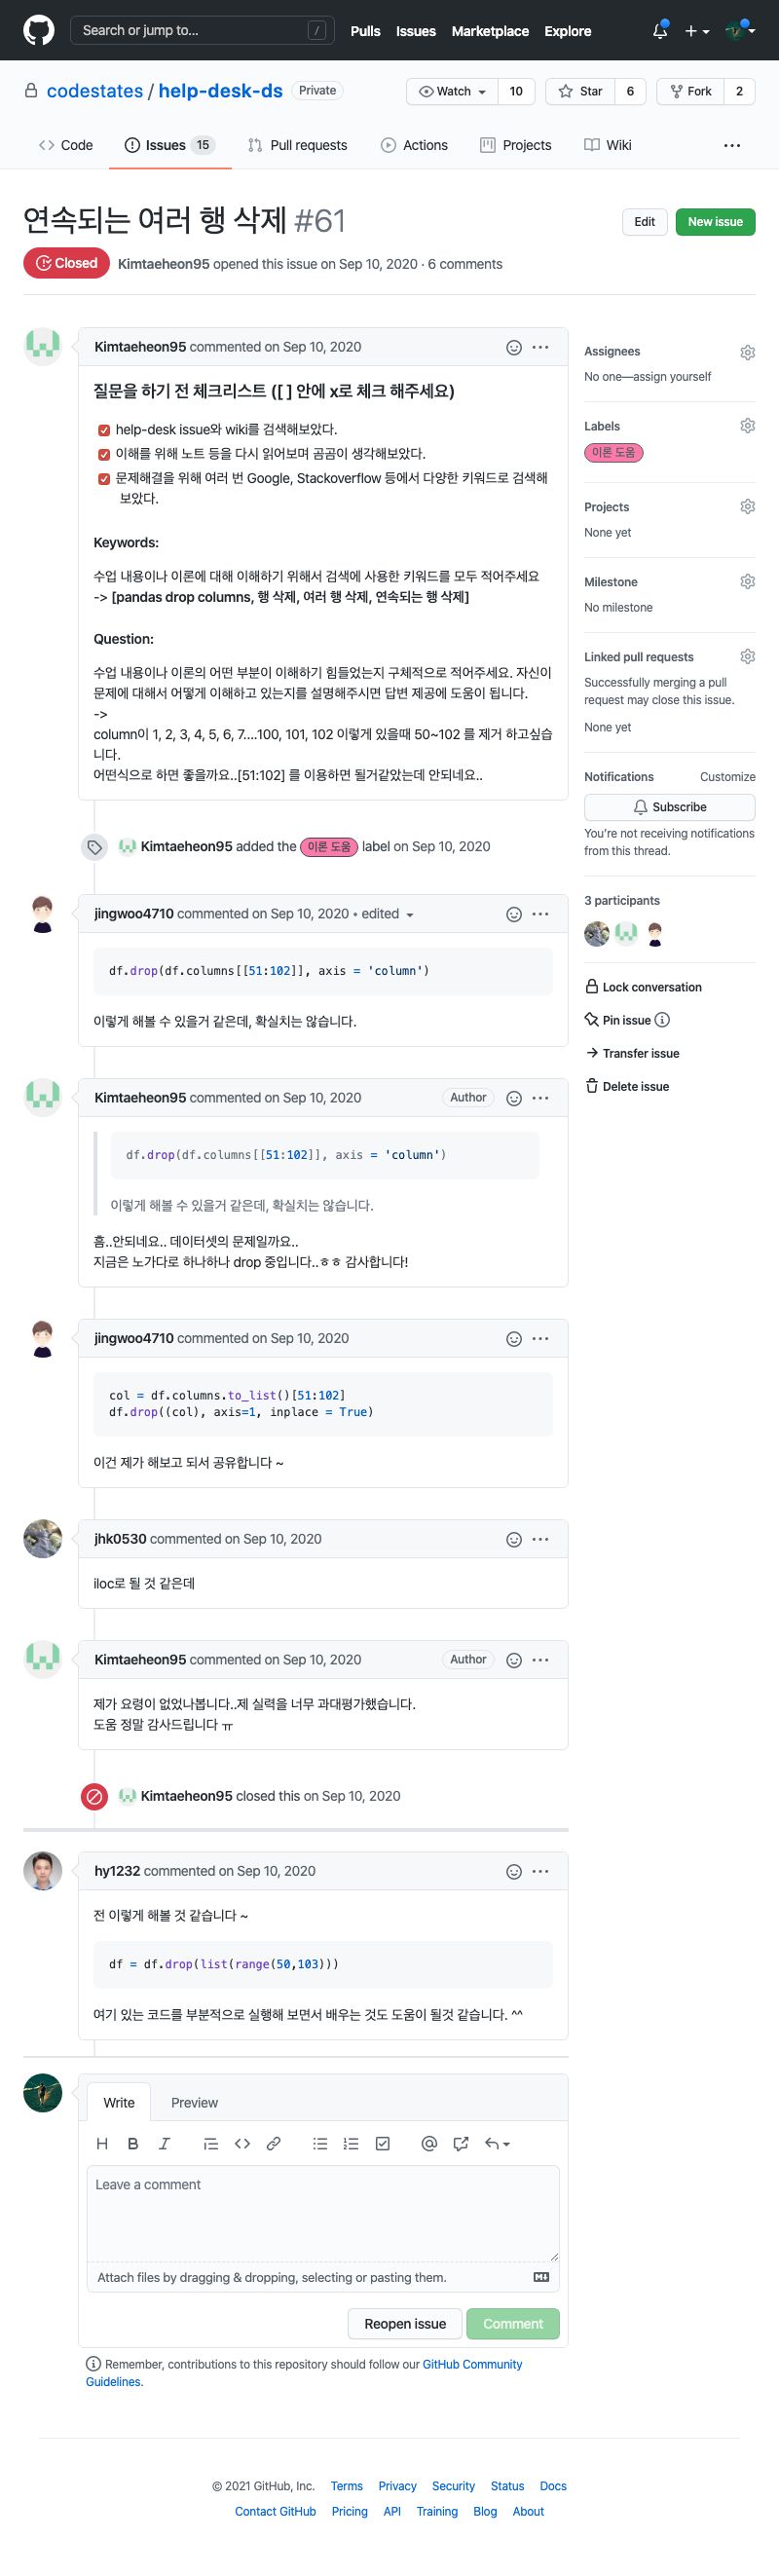 Search or jump to...
/
Pulls Issues Marketplace Explore
codestates / help-desk-ds Private
Watch 10 Star 6 Fork 2
Code Issues 15 Pull requests Actions Projects Wiki
연속되는 여러 행 삭제 #61
Edit New issue
Closed Kimtaeheon95 opened this issue on Sep 10, 2020 · 6 comments
Kimtaeheon95 commented on Sep 10, 2020
질문을 하기 전 체크리스트 ([ ] 안에 x로 체크 해주세요)
help-desk issue와 wiki를 검색해보았다.
이해를 위해 노트 등을 다시 읽어보며 곰곰이 생각해보았다.
문제해결을 위해 여러 번 Google, Stackoverflow 등에서 다양한 키워드로 검색해
보았다.
Keywords:
수업 내용이나 이론에 대해 이해하기 위해서 검색에 사용한 키워드를 모두 적어주세요
-> [pandas drop columns, 행 삭제, 여러 행 삭제, 연속되는 행 삭제]
Question:
수업 내용이나 이론의 어떤 부분이 이해하기 힘들었는지 구체적으로 적어주세요. 자신이
문제에 대해서 어떻게 이해하고 있는지를 설명해주시면 답변 제공에 도움이 됩니다.
->
column이 1, 2, 3, 4, 5, 6, 7....100, 101, 102 이렇게 있을때 50~102 를 제거 하고싶습
니다.
어떤식으로 하면 좋을까요..[51:102] 를 이용하면 될거같았는데 안되네요..
Kimtaeheon95 added the 이론 도움 label on Sep 10, 2020
jingwoo4710 commented on Sep 10, 2020 • edited
df.drop(df.columns[[51:102]], axis = 'column')
이렇게 해볼 수 있을거 같은데, 확실치는 않습니다.
Kimtaeheon95 commented on Sep 10, 2020 Author
df.drop(df.columns[[51:102]], axis = 'column')
이렇게 해볼 수 있을거 같은데, 확실치는 않습니다.
흠..안되네요.. 데이터셋의 문제일까요..
지금은 노가다로 하나하나 drop 중입니다..ㅎㅎ 감사합니다!
jingwoo4710 commented on Sep 10, 2020
col = df.columns.to_list()[51:102]
df.drop((col), axis=1, inplace = True)
이건 제가 해보고 되서 공유합니다 ~
jhk0530 commented on Sep 10, 2020
iloc로 될 것 같은데
Kimtaeheon95 commented on Sep 10, 2020 Author
제가 요령이 없었나봅니다..제 실력을 너무 과대평가했습니다.
도움 정말 감사드립니다 ㅠ
Kimtaeheon95 closed this on Sep 10, 2020
hy1232 commented on Sep 10, 2020
전 이렇게 해볼 것 같습니다 ~
df = df.drop(list(range(50,103)))
여기 있는 코드를 부분적으로 실행해 보면서 배우는 것도 도움이 될것 같습니다. ^^
Write Preview
Leave a comment
Attach files by dragging & dropping, selecting or pasting them.
Reopen issue Comment
Remember, contributions to this repository should follow our GitHub Community
Guidelines.
Assignees
No one—assign yourself
Labels
이론 도움
Projects
None yet
Milestone
No milestone
Linked pull requests
Successfully merging a pull
request may close this issue.
None yet
Notifications Customize
Subscribe
You're not receiving notifications
from this thread.
3 participants
Lock conversation
Pin issue
Transfer issue
Delete issue
© 2021 GitHub, Inc. Terms Privacy Security Status Docs
Contact GitHub Pricing API Training Blog About